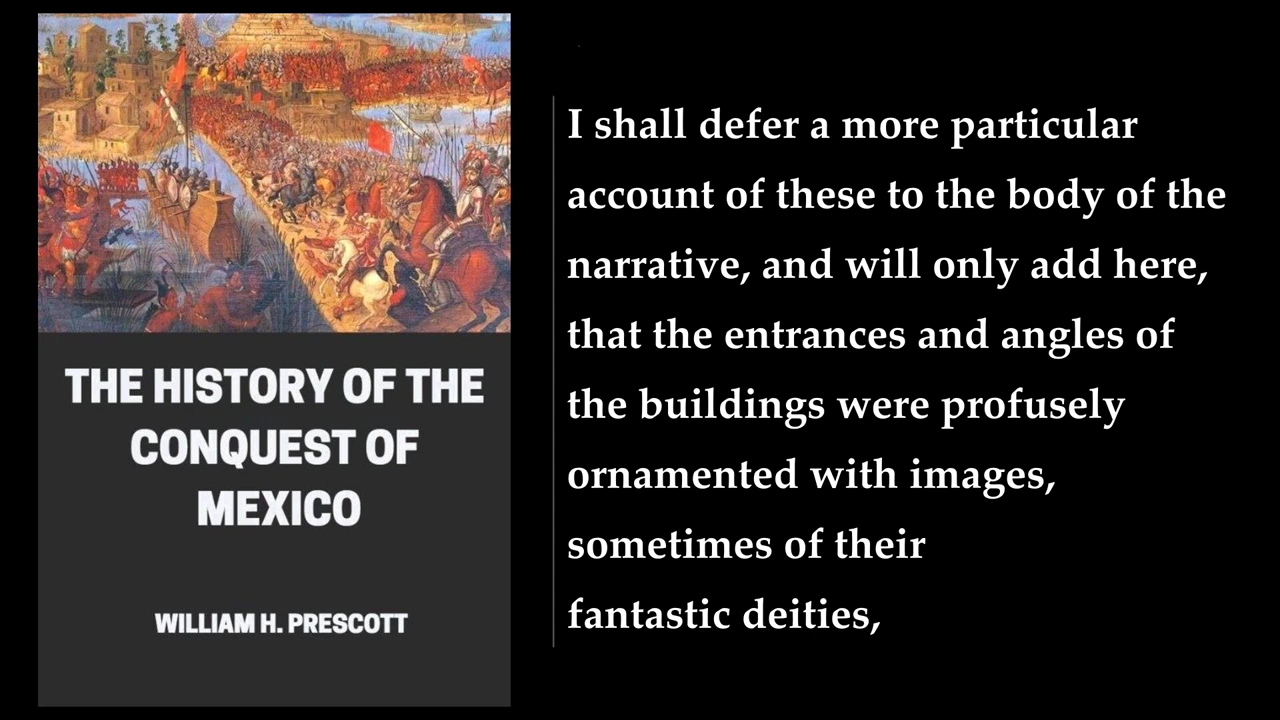 THE HISTORY OF THE
CONQUEST OF
MEXICO
WILLIAM H. PRESCOTT
I shall defer a more particular
account of these to the body of the
narrative, and will only add here,
that the entrances and angles of
the buildings were profusely
ornamented with images,
sometimes of their
fantastic deities,